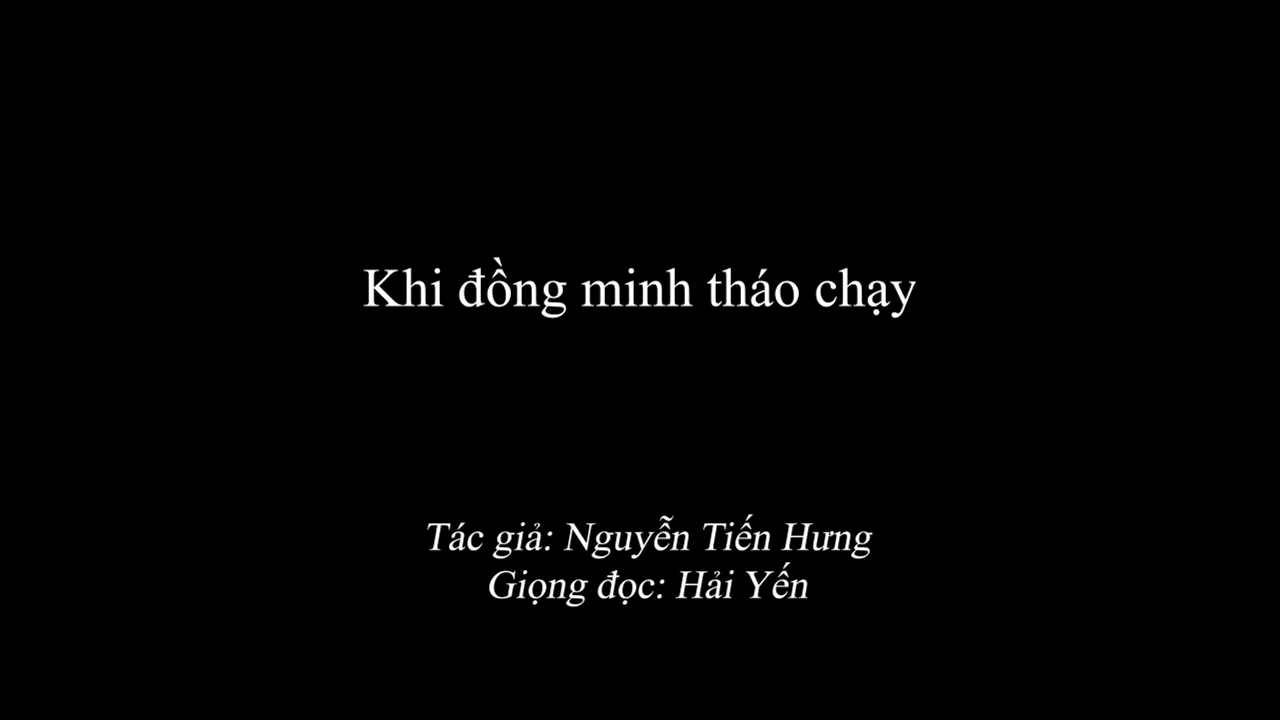 Khi đồng minh tháo chạy
Tác giả: Nguyễn Tiến Hưng
Giọng đọc: Hải Yến